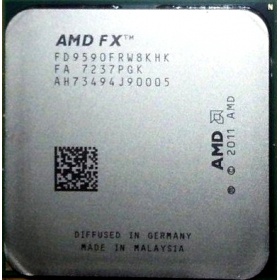 AMD FX™
FD9590FRW8KHK
FA 7237PGK
AH73494J90005
AMD
© 2011 AMD
DIFFUSED IN GERMANY
MADE IN MALAYSIA